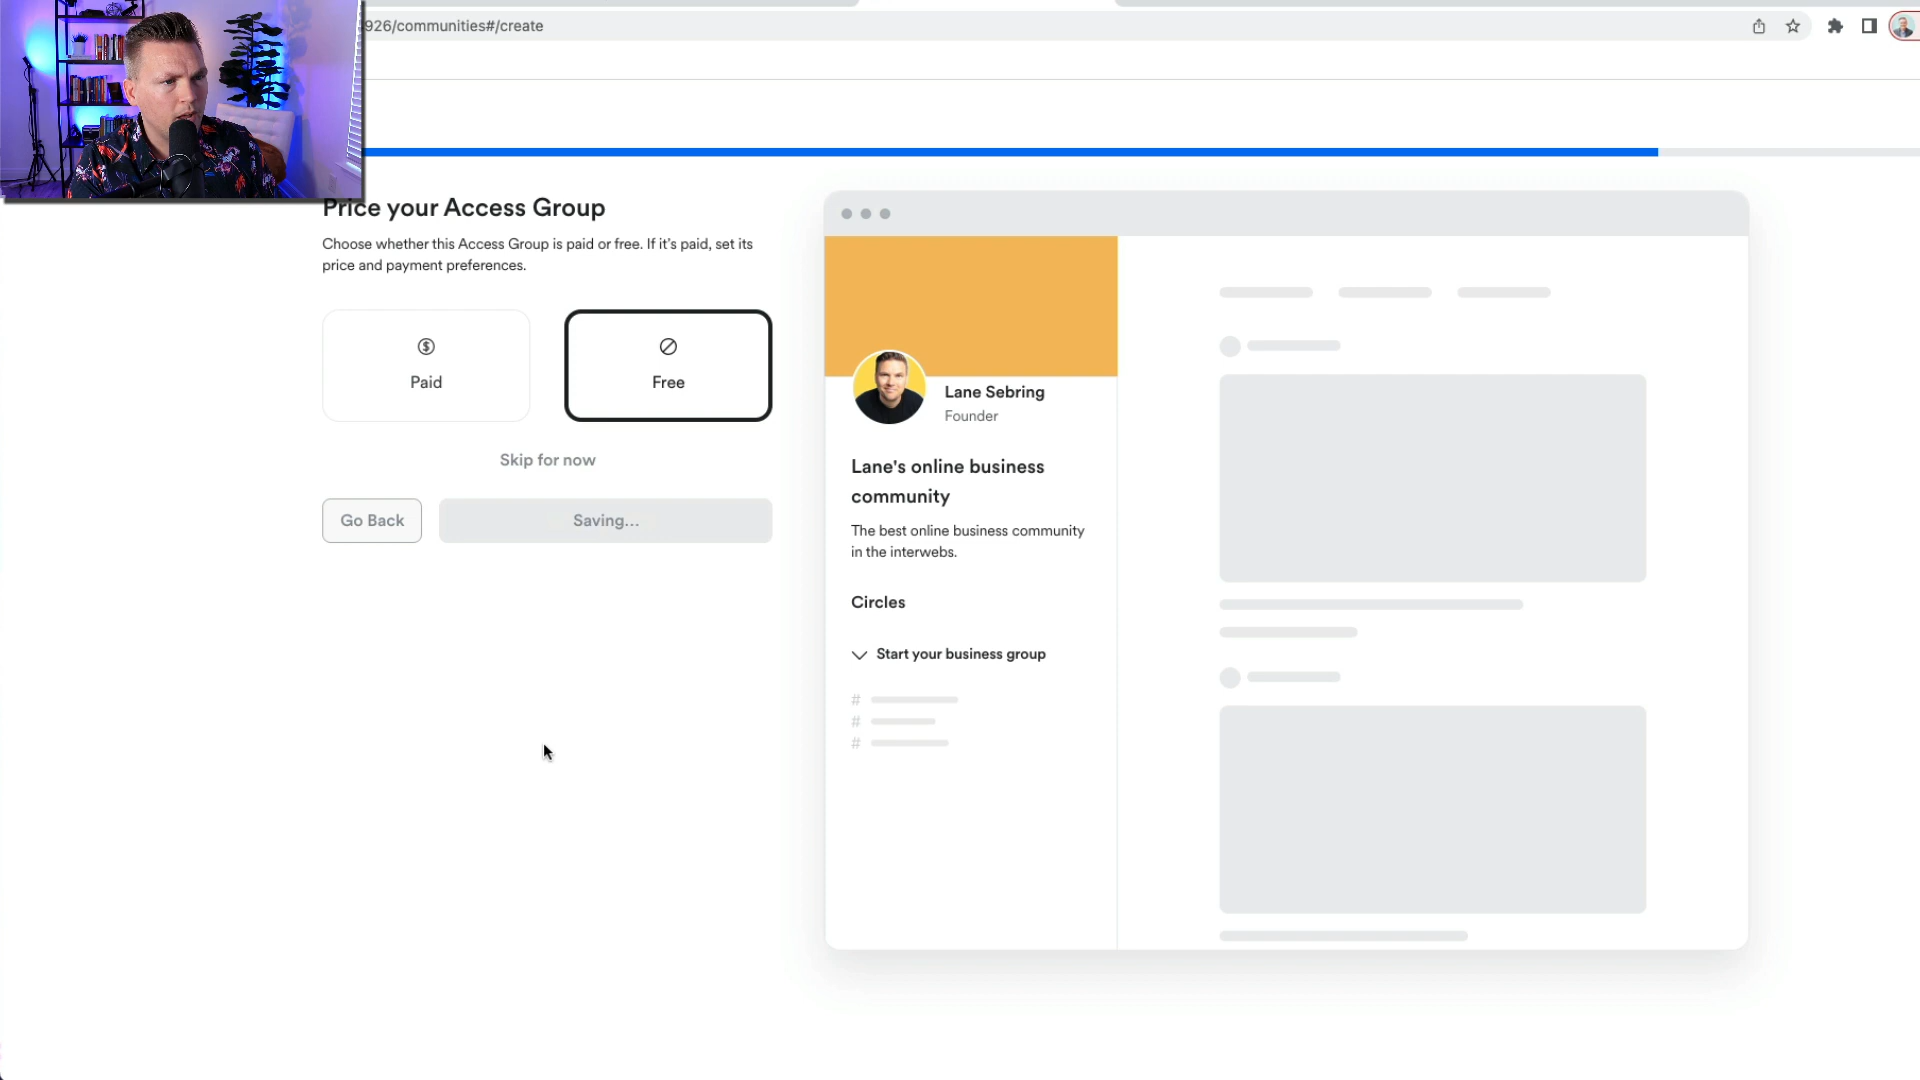 926/communities#/create
Price your Access Group
Choose whether this Access Group is paid or free. If it's paid, set its
price and payment preferences.
Paid
Free
Skip for now
Go Back
Saving...
Lane Sebring
Founder
Lane's online business
community
The best online business community
in the interwebs.
Circles
Start your business group
#
#
#